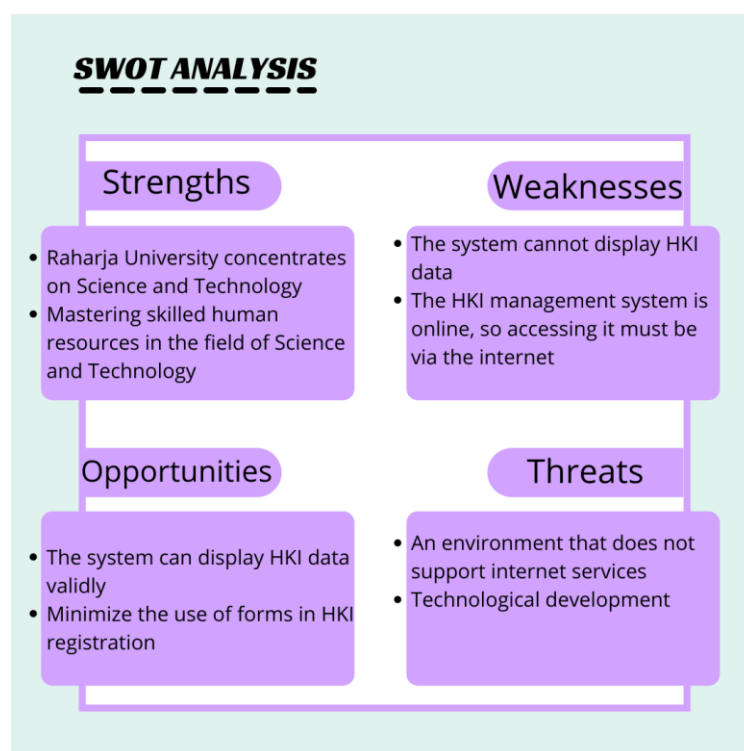 SWOT ANALYSIS
Strengths
• Raharja University concentrates
on Science and Technology
• Mastering skilled human
resources in the field of Science
and Technology
Weaknesses
• The system cannot display HKI
data
• The HKI management system is
online, so accessing it must be
via the internet
Opportunities
• The system can display HKI data
validly
• Minimize the use of forms in HKI
registration
Threats
• An environment that does not
support internet services
• Technological development